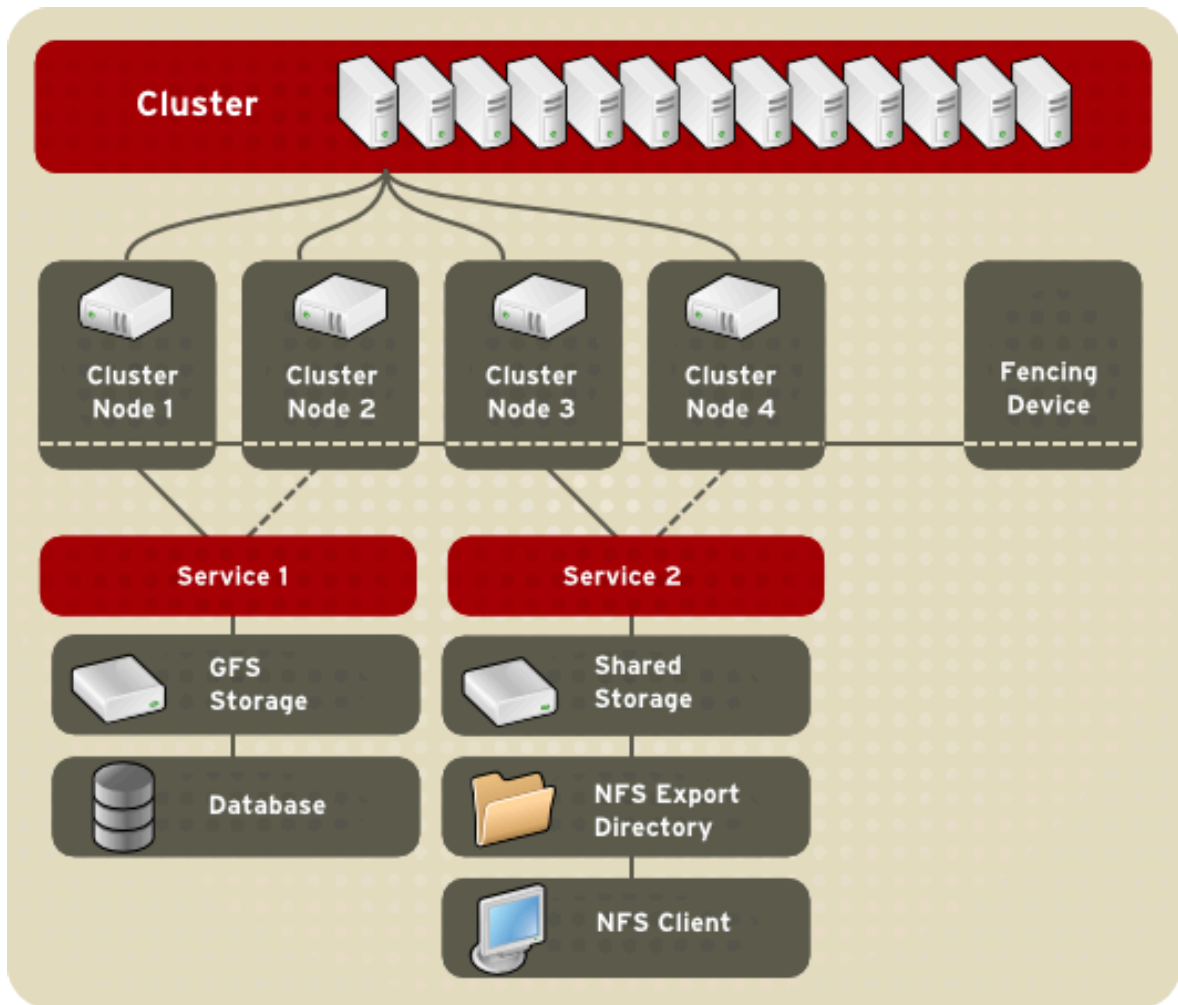 Cluster
Cluster
Node 1
Cluster
Node 2
Cluster
Node 3
Cluster
Node 4
Fencing
Device
Service 1
Service 2
GFS
Storage
Shared
Storage
Database
NFS Export
Directory
NFS Client